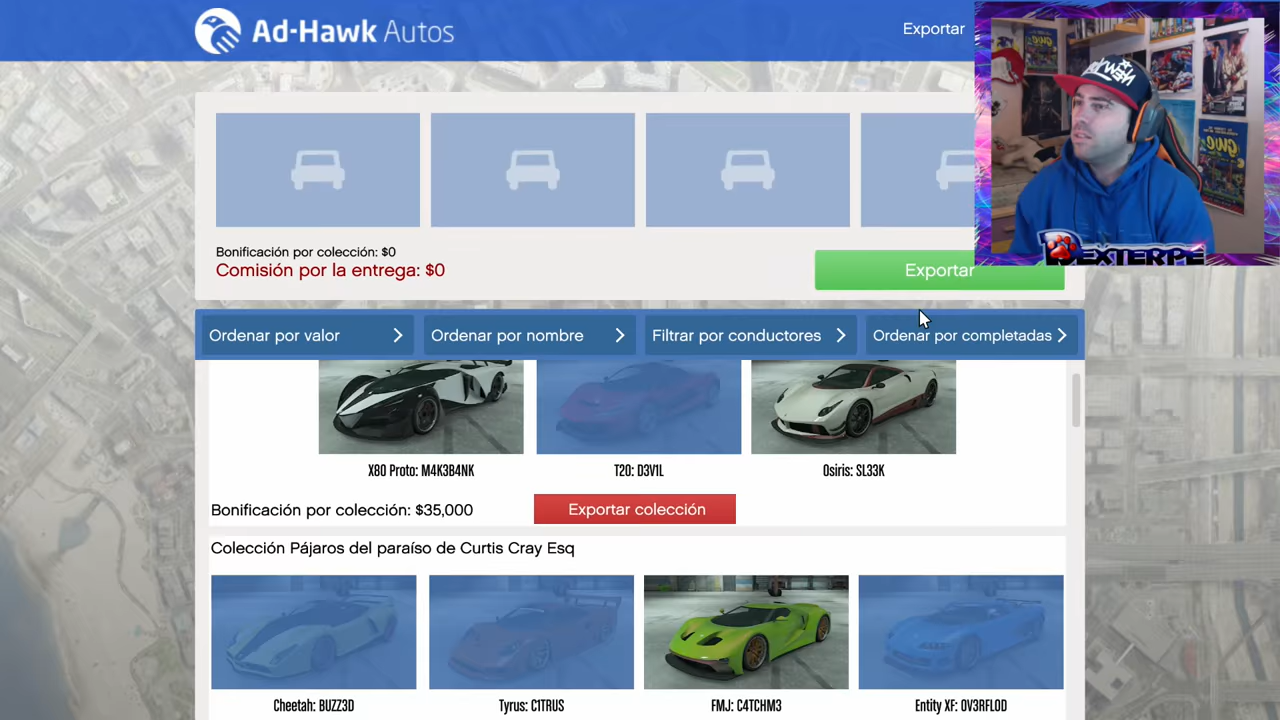 Ad-Hawk Autos
Exportar
Bonificación por colección: $0
Comisión por la entrega: $0
Exportar
Ordenar por valor
Ordenar por nombre
Filtrar por conductores
Ordenar por completadas
X80 Proto: M4K3B4NK
T20: D3V1L
Osiris: SL33K
Bonificación por colección: $35,000
Exportar colección
Colección Pájaros del paraíso de Curtis Cray Esq
Cheetah: BUZZ3D
Tyrus: C1TRUS
FMJ: C4TCHM3
Entity XF: 0V3RFL0D
DEXTERPE